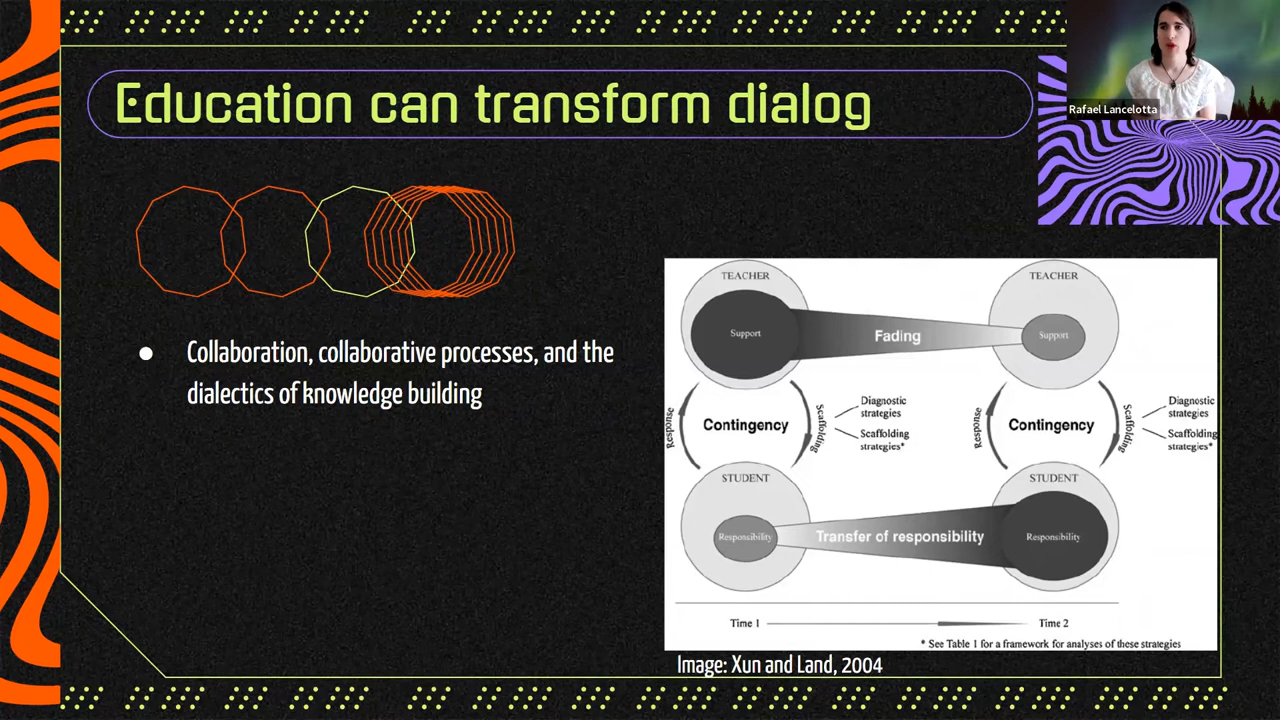 Education can transform dialog
Rafael Lancelotta
Collaboration, collaborative processes, and the
dialectics of knowledge building
TEACHER
TEACHER
Support
Fading
Support
Response
Contingency
Scaffolding
Diagnostic
strategies
Scaffolding
strategies*
Response
Contingency
Scaffolding
Diagnostic
strategies
Scaffolding
strategies*
STUDENT
STUDENT
Responsibility
Transfer of responsibility
Responsibility
Time 1
Time 2
* See Table 1 for a framework for analyses of these strategies
Image: Xun and Land, 2004